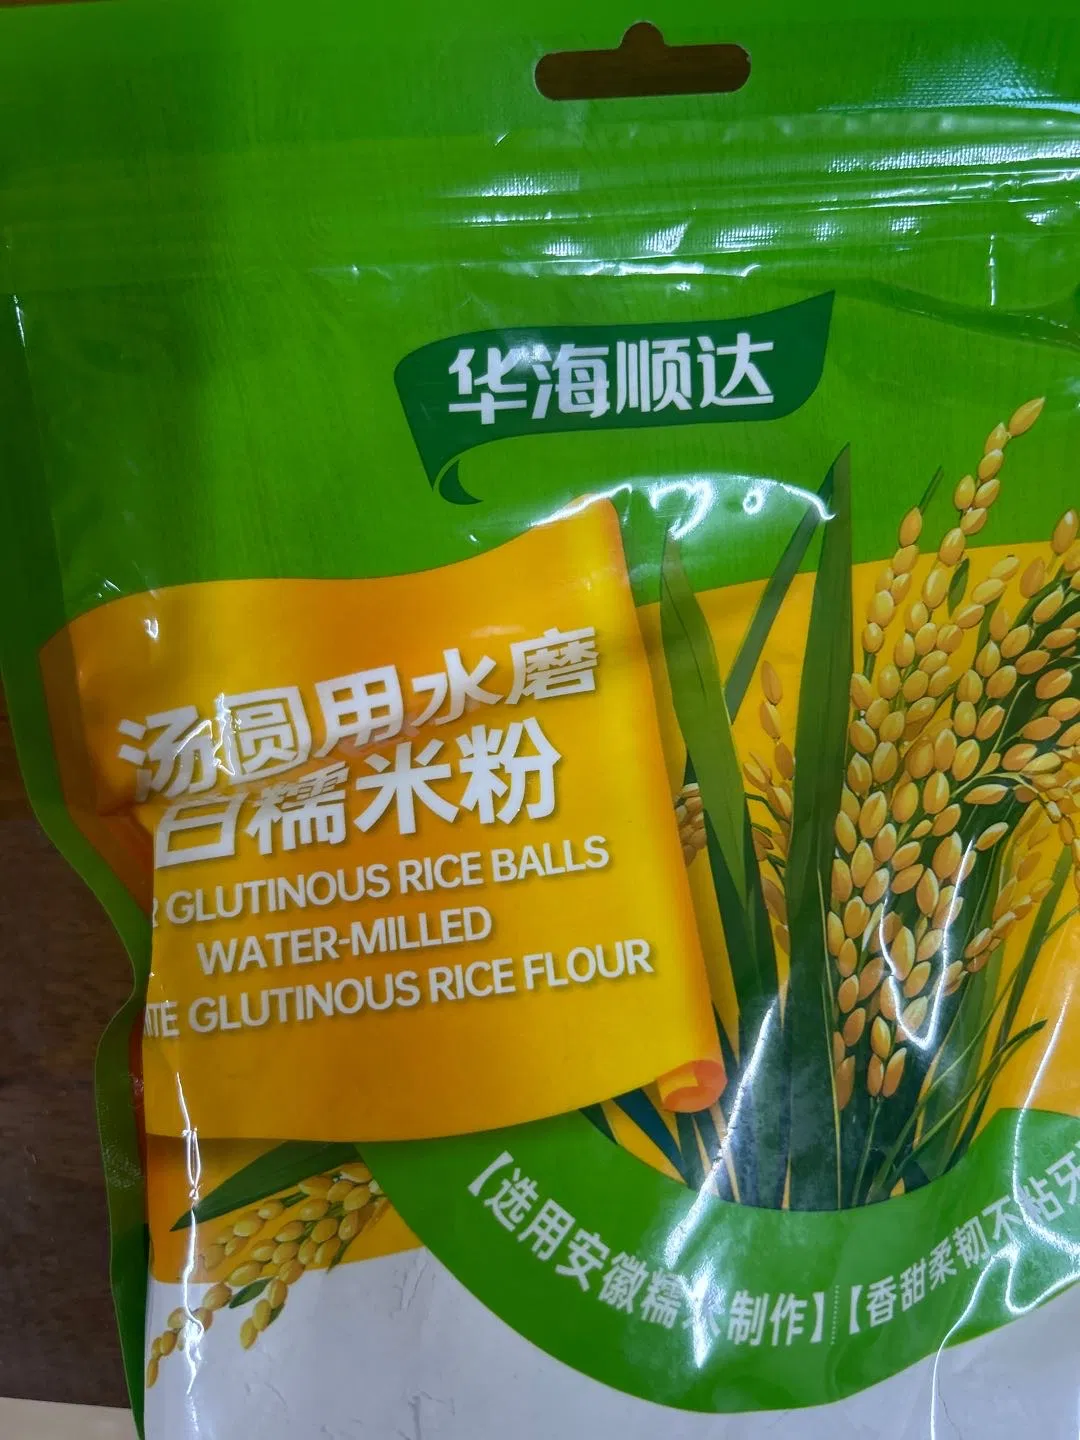 华海顺达
汤圆用水磨
白糯米粉
GLUTINOUS RICE BALLS
WATER-MILLED
GLUTINOUS RICE FLOUR
【选用安徽糯米制作】【香甜柔韧不粘牙